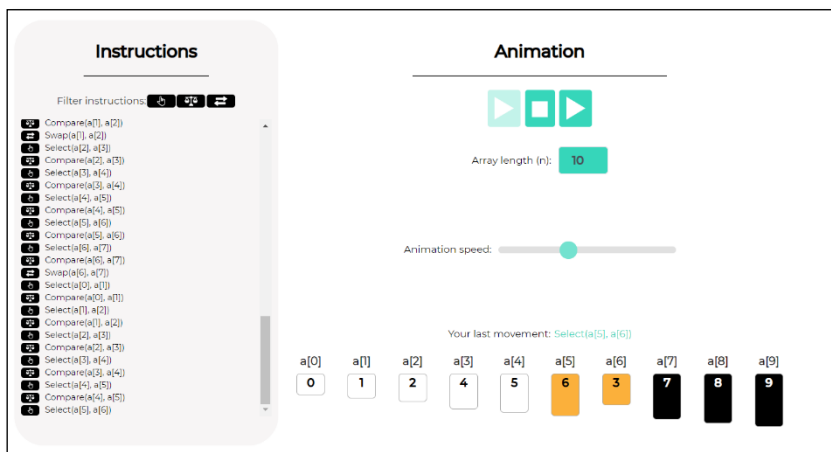 Instructions
Filter instructions:
Compare(a[1], a[2])
Swap(a[1], a[2])
Select(a[2], a[3])
Compare(a[2], a[3])
Select(a[3], a[4])
Compare(a[3], a[4])
Select(a[4], a[5])
Compare(a[4], a[5])
Select(a[5], a[6])
Compare(a[5], a[6])
Select(a[6], a[7])
Compare(a[6], a[7])
Swap(a[6], a[7])
Select(a[0], a[1])
Compare(a[0], a[1])
Select(a[1], a[2])
Compare(a[1], a[2])
Select(a[2], a[3])
Compare(a[2], a[3])
Select(a[3], a[4])
Compare(a[3], a[4])
Select(a[4], a[5])
Compare(a[4], a[5])
Select(a[5], a[6])
Animation
Array length (n): 10
Animation speed:
Your last movement: Select(a[5], a[6])
a[0] a[1] a[2] a[3] a[4] a[5] a[6] a[7] a[8] a[9]
0 1 2 4 5 6 3 7 8 9